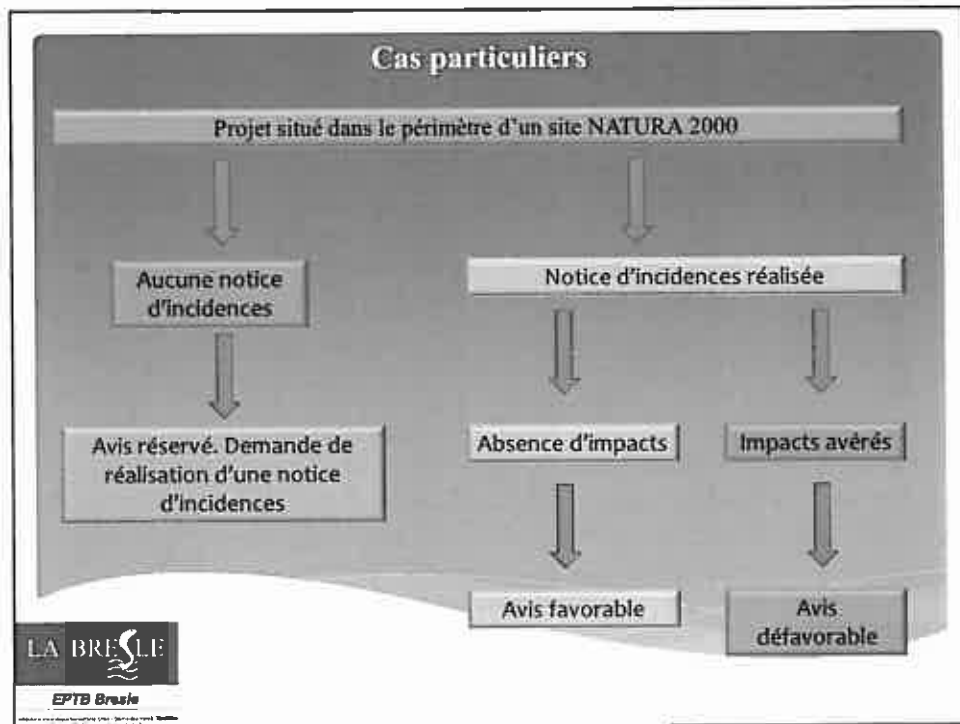 Cas particuliers
Projet situé dans le périmètre d'un site NATURA 2000
Aucune notice
d'incidences
Notice d'incidences réalisée
Avis réservé. Demande de
réalisation d'une notice
d'incidences
Absence d'impacts
Impacts avérés
Avis favorable
Avis
défavorable
LA BRESLE
EPTB Bresle